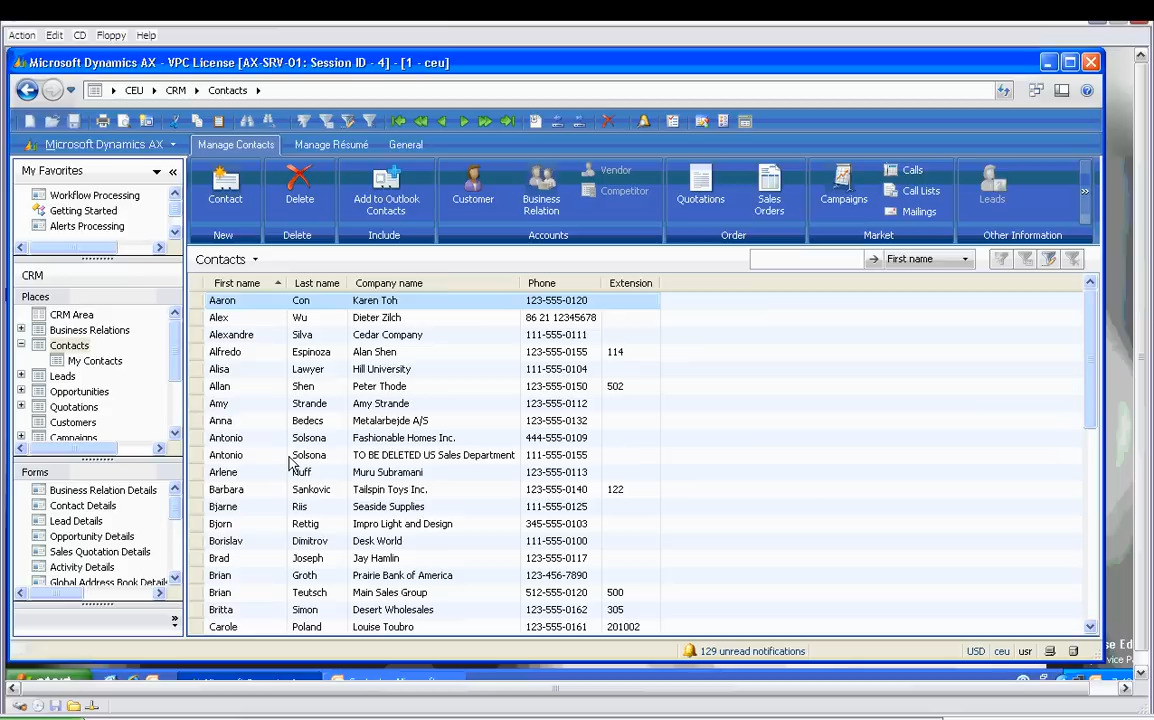 Action Edit CD Floppy Help
Microsoft Dynamics AX - VPC License [AX-SRV-01: Session ID - 4] - [1 - ceu]
CEU CRM Contacts
Microsoft Dynamics AX Manage Contacts Manage Résumé General
My Favorites
Workflow Processing
Getting Started
Alerts Processing
CRM
Places
CRM Area
Business Relations
Contacts
My Contacts
Leads
Opportunities
Quotations
Customers
Campaigns
Forms
Business Relation Details
Contact Details
Lead Details
Opportunity Details
Sales Quotation Details
Activity Details
Global Address Book Details
Contact
New
Delete
Delete
Add to Outlook
Contacts
Include
Customer
Business
Relation
Vendor
Competitor
Accounts
Quotations
Sales
Orders
Order
Campaigns
Calls
Call Lists
Mailings
Market
Leads
Other Information
Contacts First name
First name Last name Company name Phone Extension
Aaron Con Karen Toh 123-555-0120
Alex Wu Dieter Zilch 86 21 12345678
Alexandre Silva Cedar Company 111-555-0111
Alfredo Espinoza Alan Shen 123-555-0155 114
Alisa Lawyer Hill University 111-555-0104
Allan Shen Peter Thode 123-555-0150 502
Amy Strande Amy Strande 123-555-0112
Anna Bedecs Metalarbejde A/S 123-555-0132
Antonio Solsona Fashionable Homes Inc. 444-555-0109
Antonio Solsona TO BE DELETED US Sales Department 111-555-0155
Arlene Huff Muru Subramani 123-555-0113
Barbara Sankovic Tailspin Toys Inc. 123-555-0140 122
Bjarne Riis Seaside Supplies 111-555-0125
Bjorn Rettig Impro Light and Design 345-555-0103
Borislav Dimitrov Desk World 111-555-0100
Brad Joseph Jay Hamlin 123-555-0117
Brian Groth Prairie Bank of America 123-456-7890
Brian Teutsch Main Sales Group 512-555-0120 500
Britta Simon Desert Wholesales 123-555-0162 305
Carole Poland Louise Toubro 123-555-0161 201002
129 unread notifications USD ceu usr